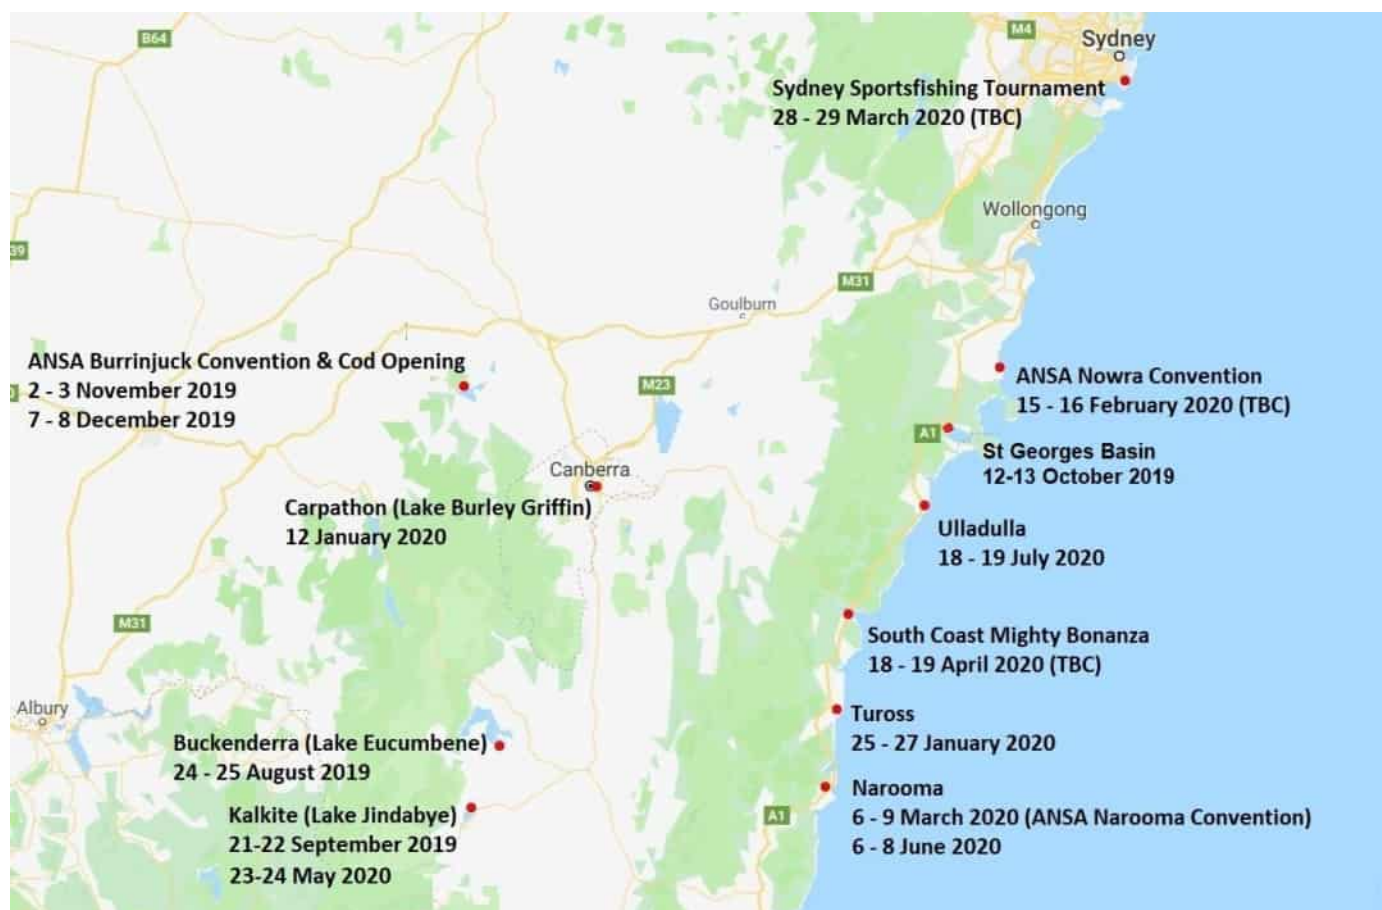 B64
M4
Sydney
Sydney Sportsfishing Tournament
28 - 29 March 2020 (TBC)
Wollongong
39
M31
Goulburn
ANSA Burrinjuck Convention & Cod Opening
2 - 3 November 2019
7 - 8 December 2019
M23
ANSA Nowra Convention
15 - 16 February 2020 (TBC)
A1
St Georges Basin
12-13 October 2019
Canberra
Carpathon (Lake Burley Griffin)
12 January 2020
Ulladulla
18 - 19 July 2020
M31
South Coast Mighty Bonanza
18 - 19 April 2020 (TBC)
Albury
Tuross
25 - 27 January 2020
Buckenderra (Lake Eucumbene)
24 - 25 August 2019
Narooma
6 - 9 March 2020 (ANSA Narooma Convention)
6 - 8 June 2020
A1
Kalkite (Lake Jindabye)
21-22 September 2019
23-24 May 2020